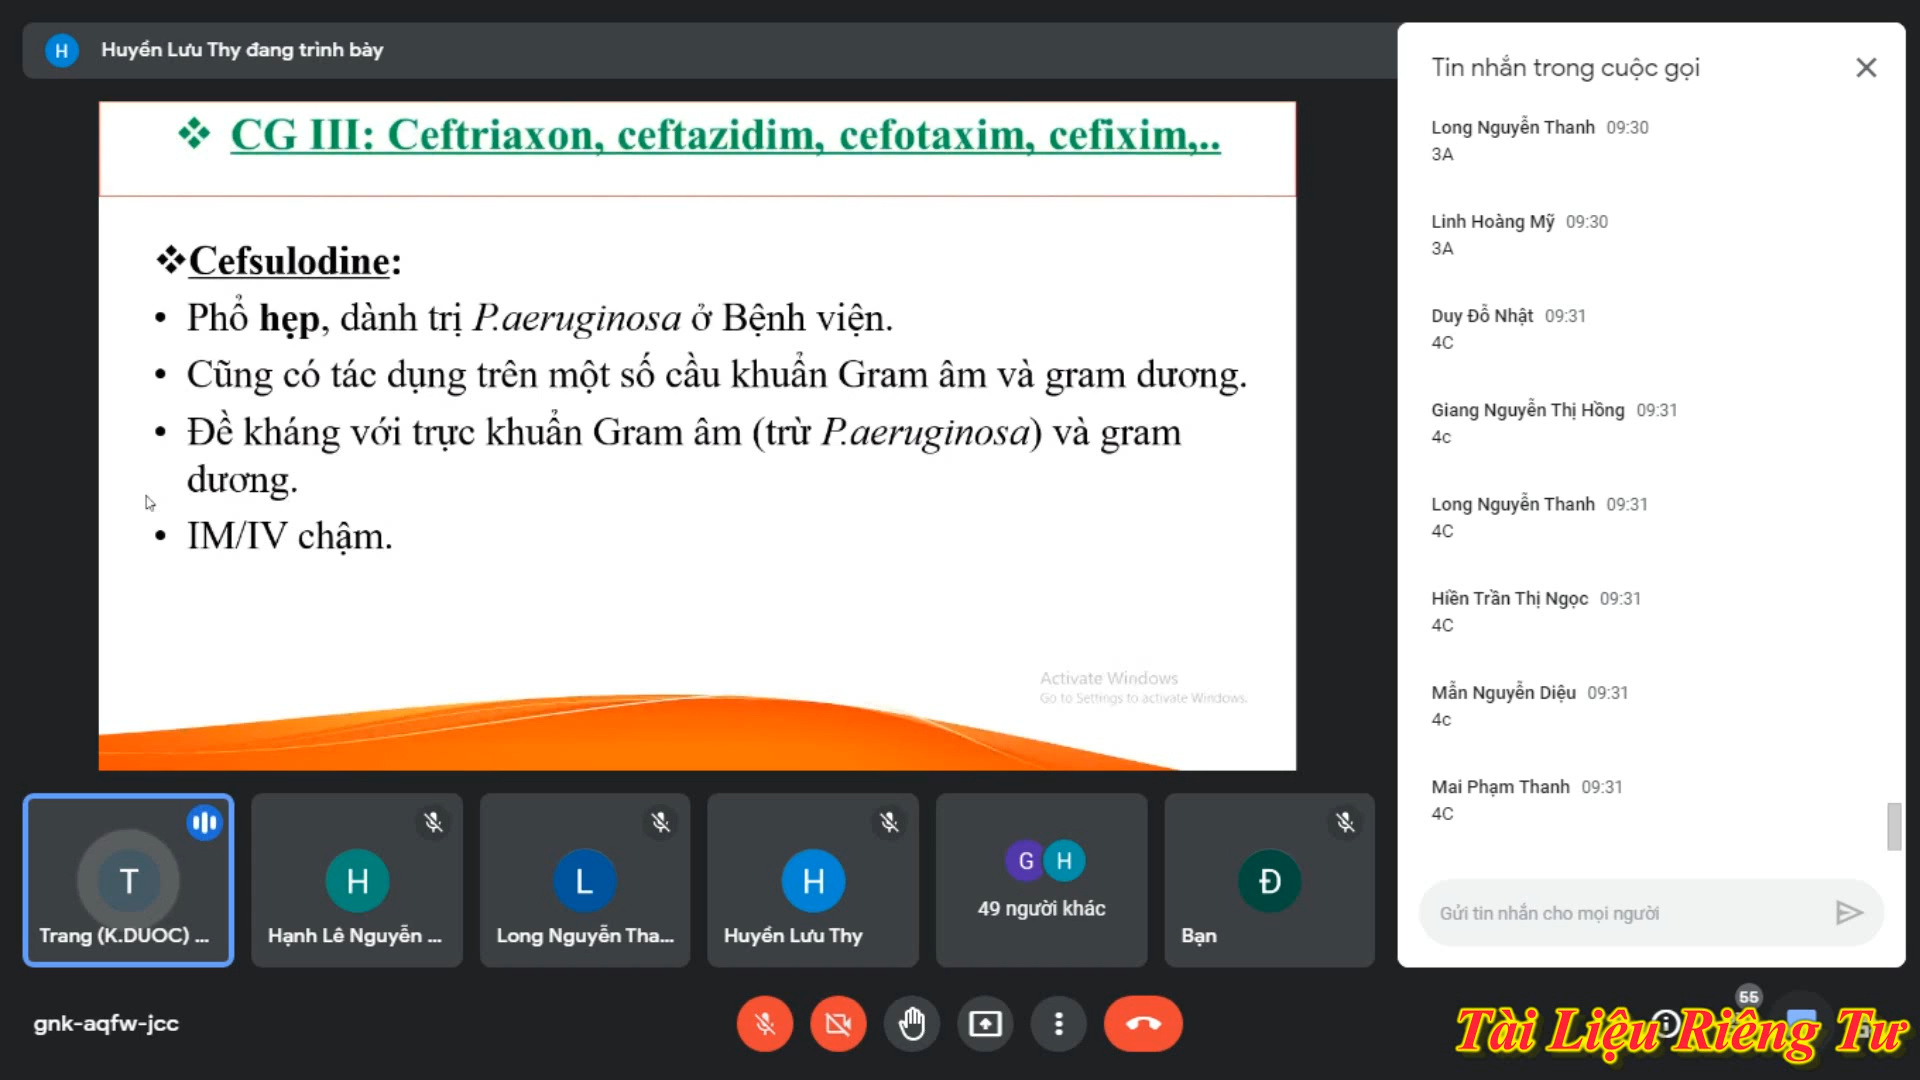 H Huyền Lưu Thy đang trình bày
❖ CG III: Ceftriaxon, ceftazidim, cefotaxim, cefixim,..
❖Cefsulodine:
• Phổ hẹp, dành trị P.aeruginosa ở Bệnh viện.
• Cũng có tác dụng trên một số cầu khuẩn Gram âm và gram dương.
• Đề kháng với trực khuẩn Gram âm (trừ P.aeruginosa) và gram
dương.
• IM/IV chậm.
Activate Windows
Go to Settings to activate Windows.
T
Trang (K.DUOC) ...
H
Hạnh Lê Nguyễn ...
L
Long Nguyễn Tha...
H
Huyền Lưu Thy
G H
49 người khác
Đ
Bạn
Tin nhắn trong cuộc gọi
Long Nguyễn Thanh 09:30
3A
Linh Hoàng Mỹ 09:30
3A
Duy Đỗ Nhật 09:31
4C
Giang Nguyễn Thị Hồng 09:31
4c
Long Nguyễn Thanh 09:31
4C
Hiền Trần Thị Ngọc 09:31
4C
Mẫn Nguyễn Diệu 09:31
4c
Mai Phạm Thanh 09:31
4C
Gửi tin nhắn cho mọi người
gnk-aqfw-jcc
55
Tài Liệu Riêng Tư